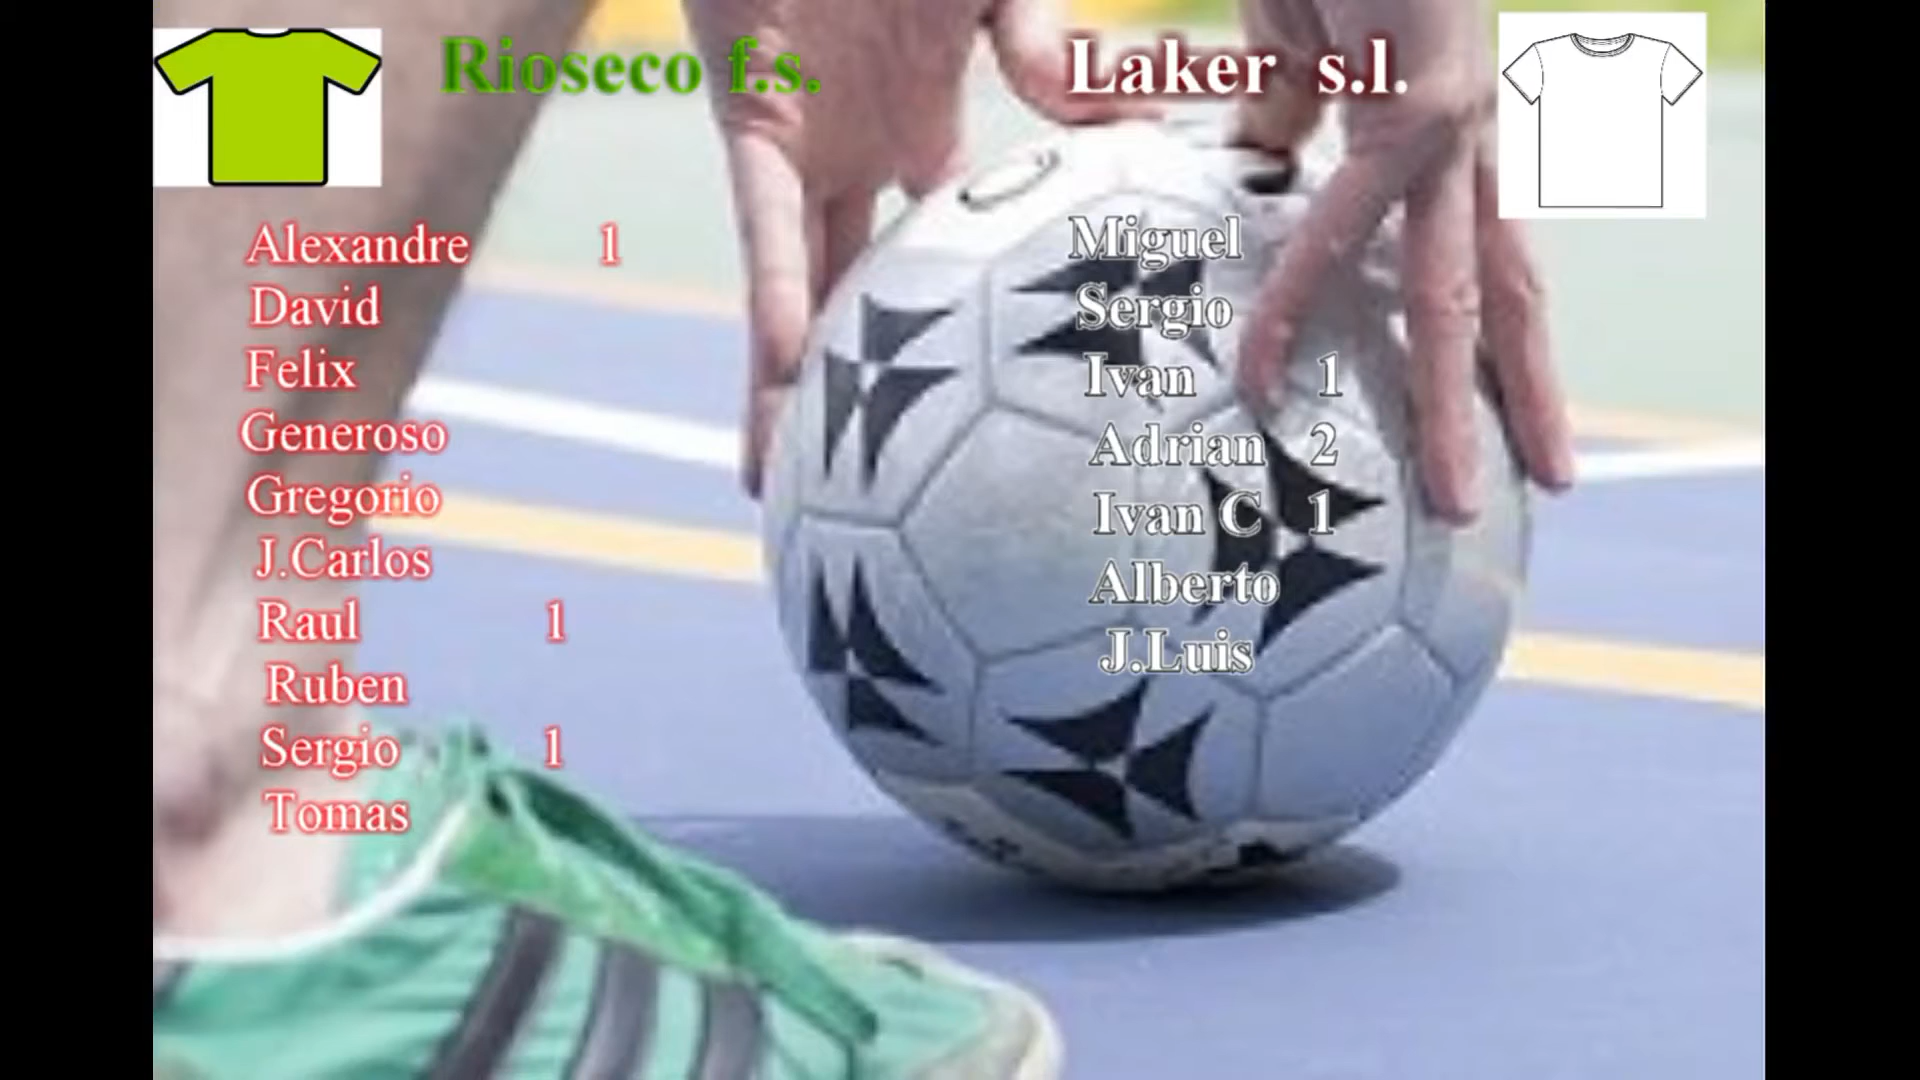 Rioseco f.s.
Alexandre 1
David
Felix
Generoso
Gregorio
J.Carlos
Raul 1
Ruben
Sergio 1
Tomas
Laker s.l.
Miguel
Sergio
Ivan 1
Adrian 2
Ivan C 1
Alberto
J.Luis